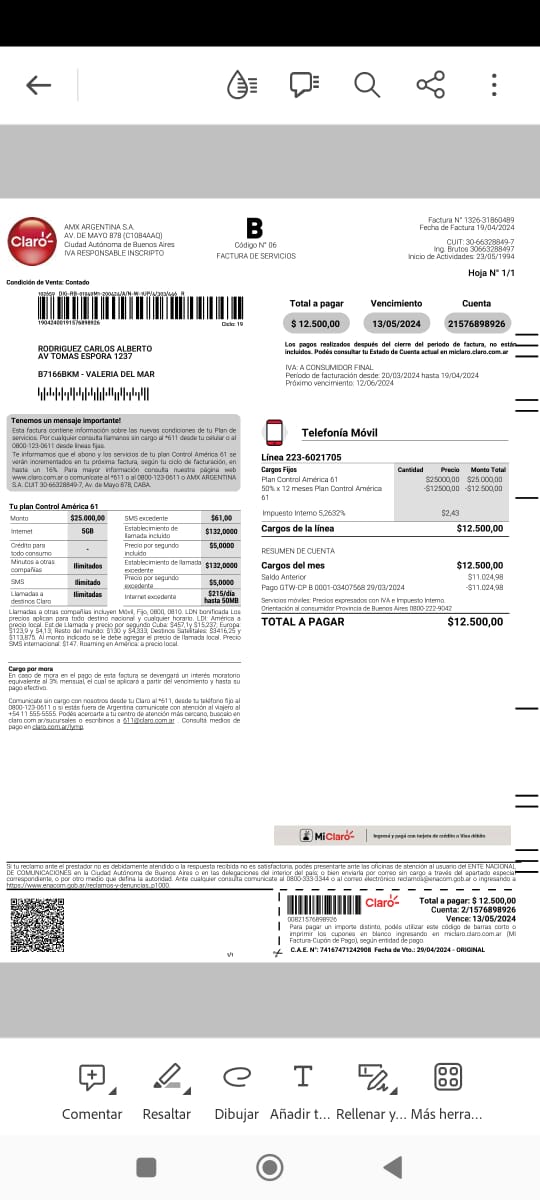 Claro
AMX ARGENTINA S.A.
AV. DE MAYO 878 (C1084AAQ)
Ciudad Autónoma de Buenos Aires
IVA RESPONSABLE INSCRIPTO
B
Código N° 06
FACTURA DE SERVICIOS
Factura N° 1326-31860489
Fecha de Factura 19/04/2024
CUIT: 30-66328849-7
Ing. Brutos 30663288497
Inicio de Actividades: 23/05/1994
Hoja N° 1/1
Condición de Venta: Contado
19042400191576898926
Ciclo: 19
Total a pagar Vencimiento Cuenta
$ 12.500,00 13/05/2024 21576898926
Los pagos realizados después del cierre del periodo de factura, no están
incluidos. Podés consultar tu Estado de Cuenta actual en miclaro.com.ar
RODRIGUEZ CARLOS ALBERTO
AV TOMAS ESPORA 1237
B7166BKM - VALERIA DEL MAR
IVA: A CONSUMIDOR FINAL
Período de facturación desde: 20/03/2024 hasta 19/04/2024
Próximo vencimiento: 12/06/2024
Tenemos un mensaje importante!
Esta factura contiene información sobre las nuevas condiciones de tu Plan de
servicios. Por cualquier consulta llamanos sin cargo al *611 desde tu celular o al
0800-123-0611 desde líneas fijas.
Te informamos que el abono y los servicios de tu plan Control América 61 se
verán incrementados en tu próxima factura, según tu ciclo de facturación, en
hasta un 16%. Para mayor información consulta nuestra página web
www.claro.com.ar o comunicate al *611 o al 0800-123-0611 o AMX ARGENTINA
S.A. CUIT 30-66328849-7, Av. de Mayo 878, CABA.
Tu plan Control América 61
Monto $25.000,00 SMS excedente $61,00
Internet 5GB Establecimiento de llamada incluido $132,0000
Crédito para todo consumo - Precio por segundo incluido $5,0000
Minutos a otras compañías Ilimitados Establecimiento de llamada excedente $132,0000
SMS Ilimitado Precio por segundo excedente $5,0000
Llamadas a destinos Claro Ilimitadas Internet excedente $215/día hasta 50MB
Llamadas a otras compañías incluyen Móvil, Fijo, 0800, 0810. LDN bonificada Los
precios aplican para todo destino nacional y cualquier horario. LDI: América a
precio local. Est.de Llamada y precio por segundo Cuba: $457,1y $15,237; Europa:
$123,9 y $4,13; Resto del mundo: $130 y $4,333; Destinos Satelitales: $3416,25 y
$113,875. Al monto indicado se le debe agregar el precio de llamada local. Precio
SMS internacional: $147. Roaming en América: a precio local.
Cargo por mora
En caso de mora en el pago de esta factura se devengará un interés moratorio
equivalente al 3% mensual, el cual se aplicará a partir del vencimiento y hasta su
pago efectivo.
Comunicate sin cargo con nosotros desde tu Claro al *611, desde tu teléfono fijo al
0800-123-0611 o si estás fuera de Argentina comunicate con atención al viajero al
+54 11 555-5555. Podés acercarte a tu centro de atención más cercano, buscalo en
claro.com.ar/sucursales o escribinos a 611@claro.com.ar . Consultá medios de
pago en claro.com.ar/lymp.
Telefonía Móvil
Línea 223-6021705
Cargos Fijos Cantidad Precio Monto Total
Plan Control América 61 $25000,00 $25.000,00
50% x 12 meses Plan Control América -$12500,00 -$12.500,00
61
Impuesto Interno 5,2632% $2,43
Cargos de la línea $12.500,00
RESUMEN DE CUENTA
Cargos del mes $12.500,00
Saldo Anterior $11.024,98
Pago GTW-CP B 0001-03407568 29/03/2024 -$11.024,98
Servicios móviles: Precios expresados con IVA e Impuesto Interno.
Orientación al consumidor Provincia de Buenos Aires 0800-222-9042
TOTAL A PAGAR $12.500,00
MiClaro
Ingresá y pagá con tarjeta de crédito o Visa débito
Si tu reclamo ante el prestador no es debidamente atendido o la respuesta recibida no es satisfactoria, podés presentarte ante las oficinas de atención al usuario del ENTE NACIONAL
DE COMUNICACIONES en la Ciudad Autónoma de Buenos Aires o en las delegaciones del interior del país; o bien enviarla por correo sin cargo a través del apartado especial
correspondiente, o por otro medio que defina la autoridad. Ante cualquier consulta comunicate al 0800-333-3344 o al correo electrónico reclamos@enacom.gob.ar o ingresando a
https://www.enacom.gob.ar/reclamos-y-denuncias_p1000.
Claro
00821576898926
Total a pagar: $ 12.500,00
Cuenta: 2/1576898926
Vence: 13/05/2024
Para pagar un importe distinto, podés utilizar este código de barras corto o
imprimir los cupones en blanco ingresando en miclaro.claro.com.ar (Mi
Factura-Cupón de Pago), según entidad de pago.
1/1
C.A.E. N°: 74167471242908 Fecha de Vto.: 29/04/2024 - ORIGINAL
Comentar Resaltar Dibujar Añadir t... Rellenar y... Más herra...